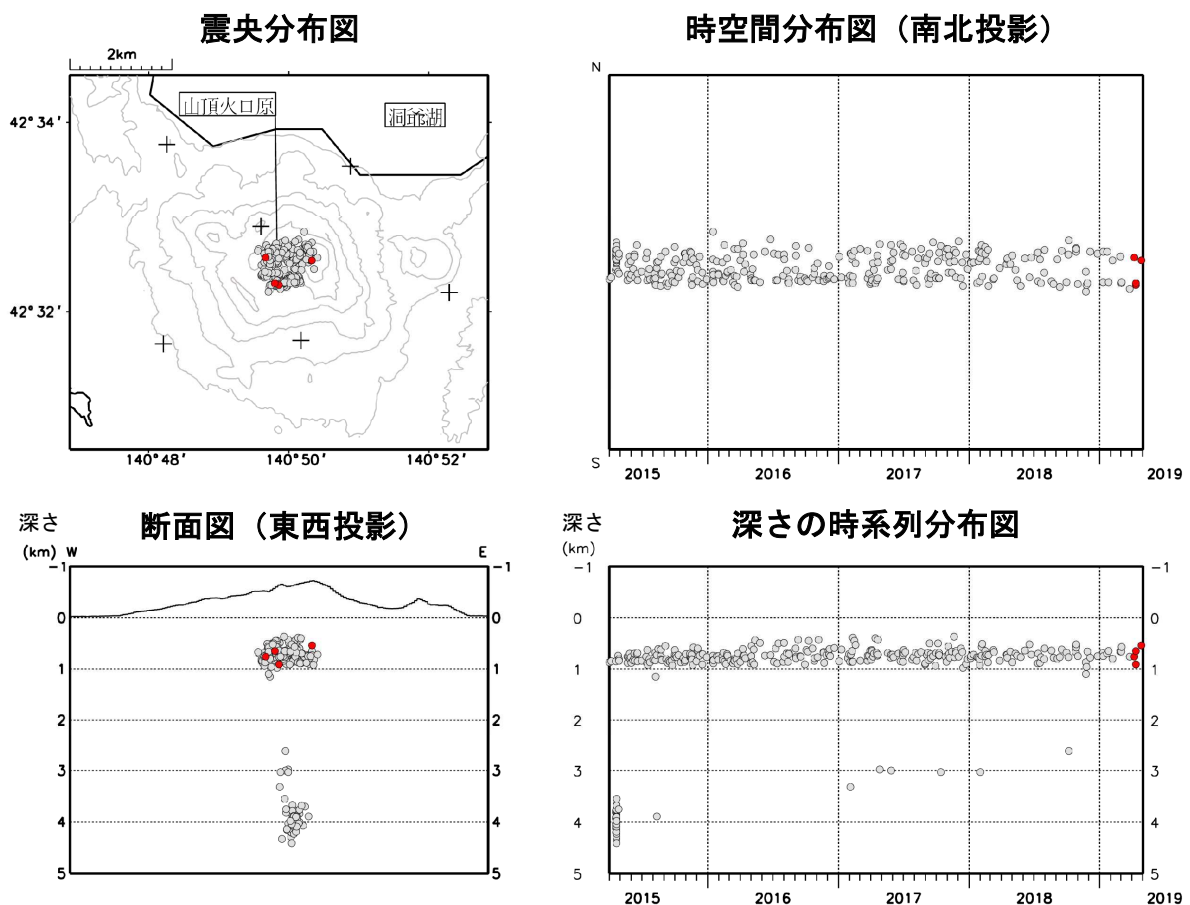 震央分布図
2km
山頂火口原
洞爺湖
42°34′
42°32′
140°48′
140°50′
140°52′
時空間分布図（南北投影）
N
S
2015
2016
2017
2018
2019
断面図（東西投影）
深さ
(km)
W
E
-1
0
1
2
3
4
5
-1
0
1
2
3
4
5
深さの時系列分布図
深さ
(km)
-1
0
1
2
3
4
5
-1
0
1
2
3
4
5
2015
2016
2017
2018
2019